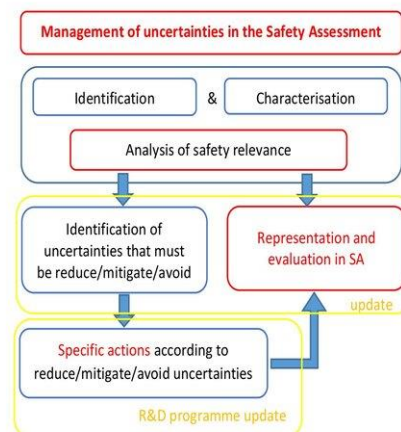 Management of uncertainties in the Safety Assessment
Identification & Characterisation
Analysis of safety relevance
Identification of
uncertainties that must
be reduce/mitigate/avoid
Representation and
evaluation in SA
update
Specific actions according to
reduce/mitigate/avoid uncertainties
R&D programme update